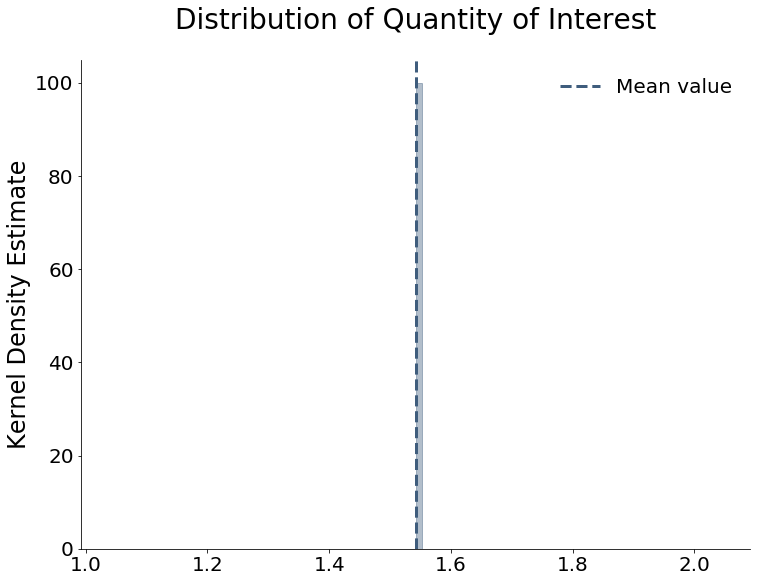 Distribution of Quantity of Interest
Mean value
Kernel Density Estimate
100
80
60
40
20
0
1.0 1.2 1.4 1.6 1.8 2.0